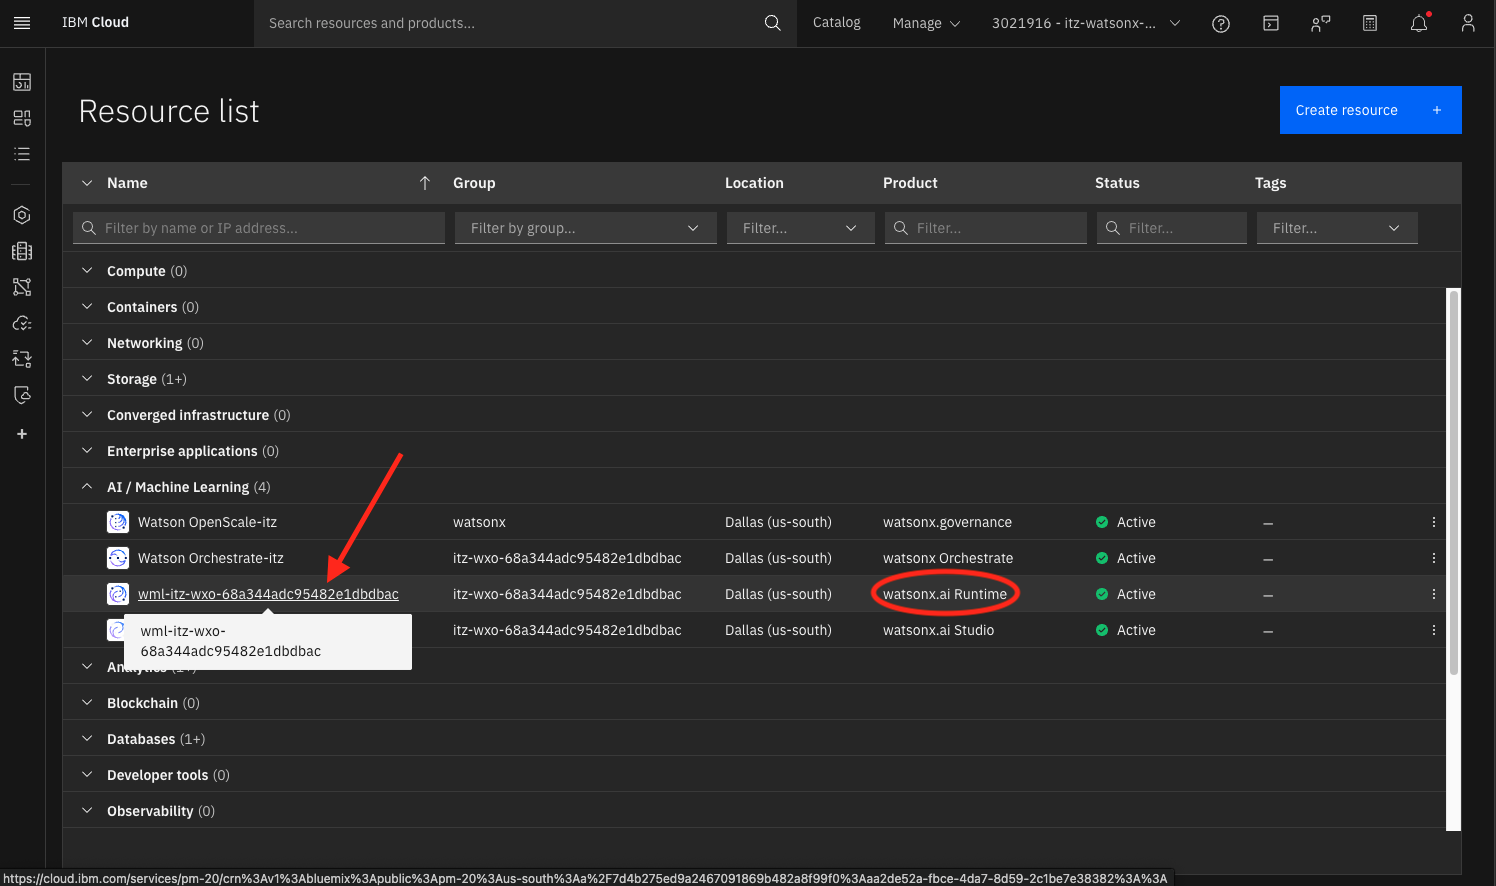 IBM Cloud
Search resources and products...
Catalog
Manage
3021916 - itz-watsonx-...
Resource list
Create resource +
Name Group Location Product Status Tags
Filter by name or IP address... Filter by group... Filter... Filter... Filter... Filter...
Compute (0)
Containers (0)
Networking (0)
Storage (1+)
Converged infrastructure (0)
Enterprise applications (0)
AI / Machine Learning (4)
Watson OpenScale-itz watsonx Dallas (us-south) watsonx.governance Active –
Watson Orchestrate-itz itz-wxo-68a344adc95482e1dbdbac Dallas (us-south) watsonx Orchestrate Active –
wml-itz-wxo-68a344adc95482e1dbdbac itz-wxo-68a344adc95482e1dbdbac Dallas (us-south) watsonx.ai Runtime Active –
itz-wxo-68a344adc95482e1dbdbac Dallas (us-south) watsonx.ai Studio Active –
wml-itz-wxo-
68a344adc95482e1dbdbac
Analytics (1+)
Blockchain (0)
Databases (1+)
Developer tools (0)
Observability (0)
https://cloud.ibm.com/services/pm-20/crn%3Av1%3Abluemix%3Apublic%3Apm-20%3Aus-south%3Aa%2F7d4b275ed9a2467091869b482a8f99f0%3Aaa2de52a-fbce-4da7-8d59-2c1be7e38382%3A%3A